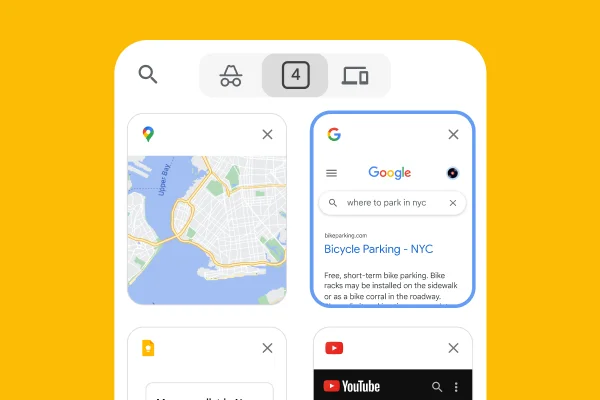 4
Upper Bay
Google
where to park in nyc
bikeparking.com
Bicycle Parking - NYC
Free, short-term bike parking. Bike
racks may be installed on the sidewalk
or as a bike corral in the roadway.
YouTube